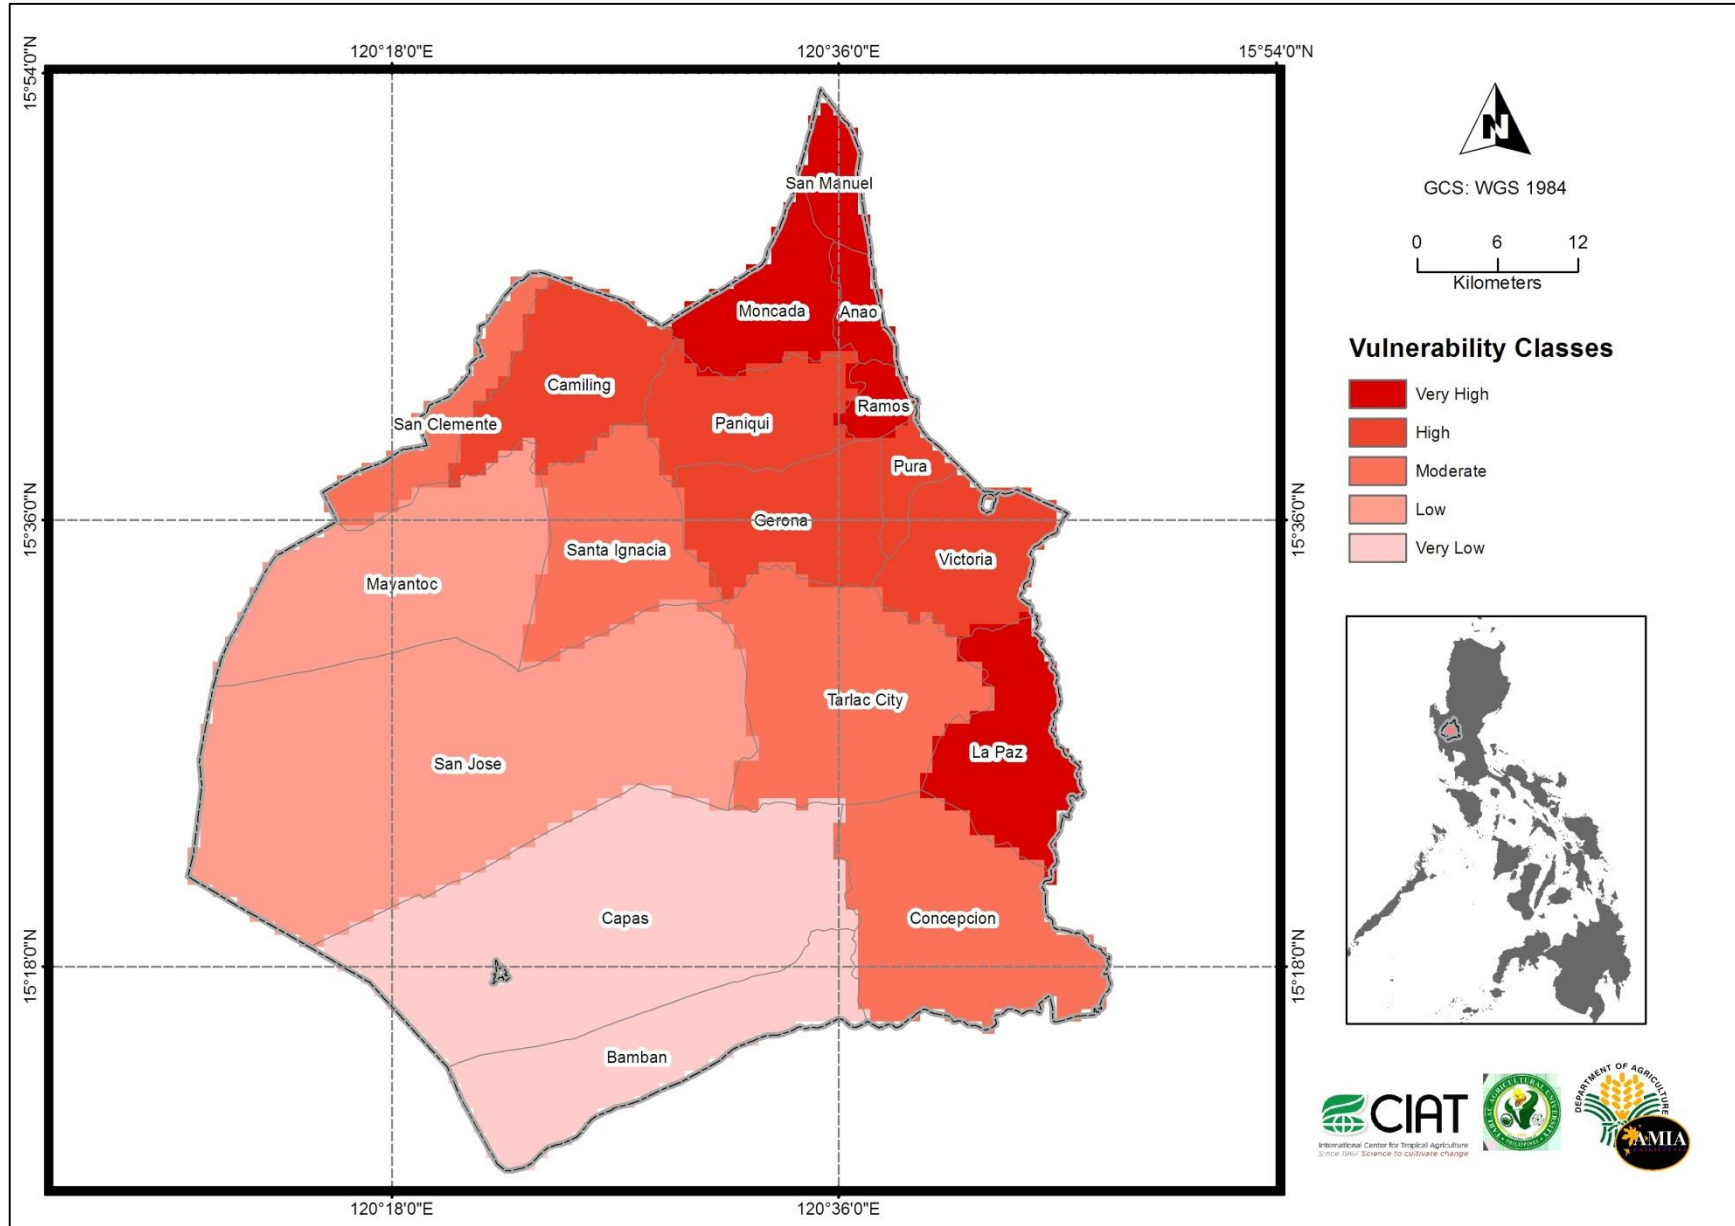 120°18'0"E
120°36'0"E
15°54'0"N
15°54'0"N
San Manuel
Moncada
Anao
Camiling
Ramos
San Clemente
Paniqui
Pura
15°36'0"N
15°36'0"N
Gerona
Santa Ignacia
Victoria
Mayantoc
Tarlac City
La Paz
San Jose
Capas
Concepcion
15°18'0"N
15°18'0"N
Bamban
120°18'0"E
120°36'0"E
N
GCS: WGS 1984
0 6 12
Kilometers
Vulnerability Classes
Very High
High
Moderate
Low
Very Low
CIAT
International Center for Tropical Agriculture
Since 1967 Science to cultivate change
TARLAC AGRICULTURAL UNIVERSITY
PHILIPPINES
DEPARTMENT OF AGRICULTURE
AMIA